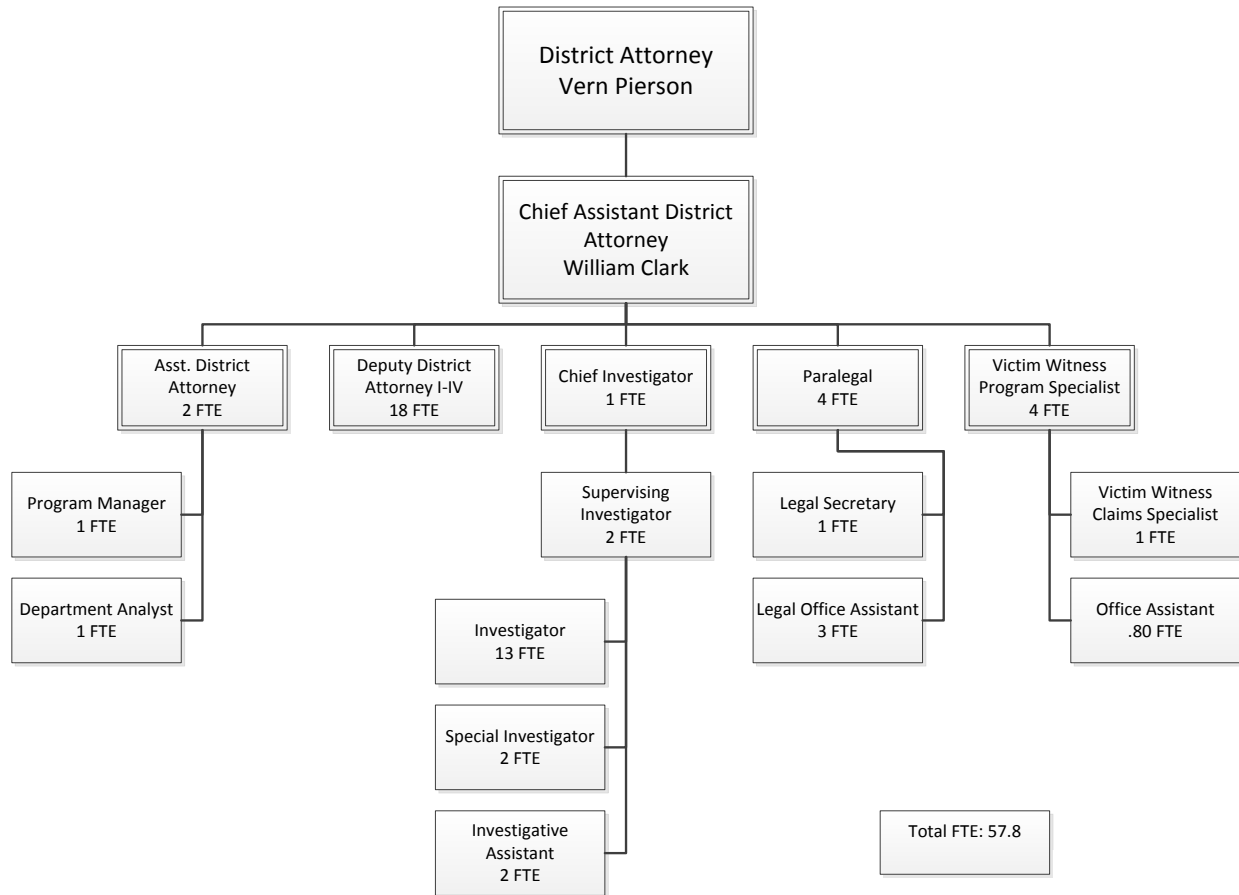 District Attorney
Vern Pierson
Chief Assistant District
Attorney
William Clark
Asst. District
Attorney
2 FTE
Deputy District
Attorney I-IV
18 FTE
Chief Investigator
1 FTE
Paralegal
4 FTE
Victim Witness
Program Specialist
4 FTE
Program Manager
1 FTE
Department Analyst
1 FTE
Supervising
Investigator
2 FTE
Investigator
13 FTE
Special Investigator
2 FTE
Investigative
Assistant
2 FTE
Legal Secretary
1 FTE
Legal Office Assistant
3 FTE
Victim Witness
Claims Specialist
1 FTE
Office Assistant
.80 FTE
Total FTE: 57.8